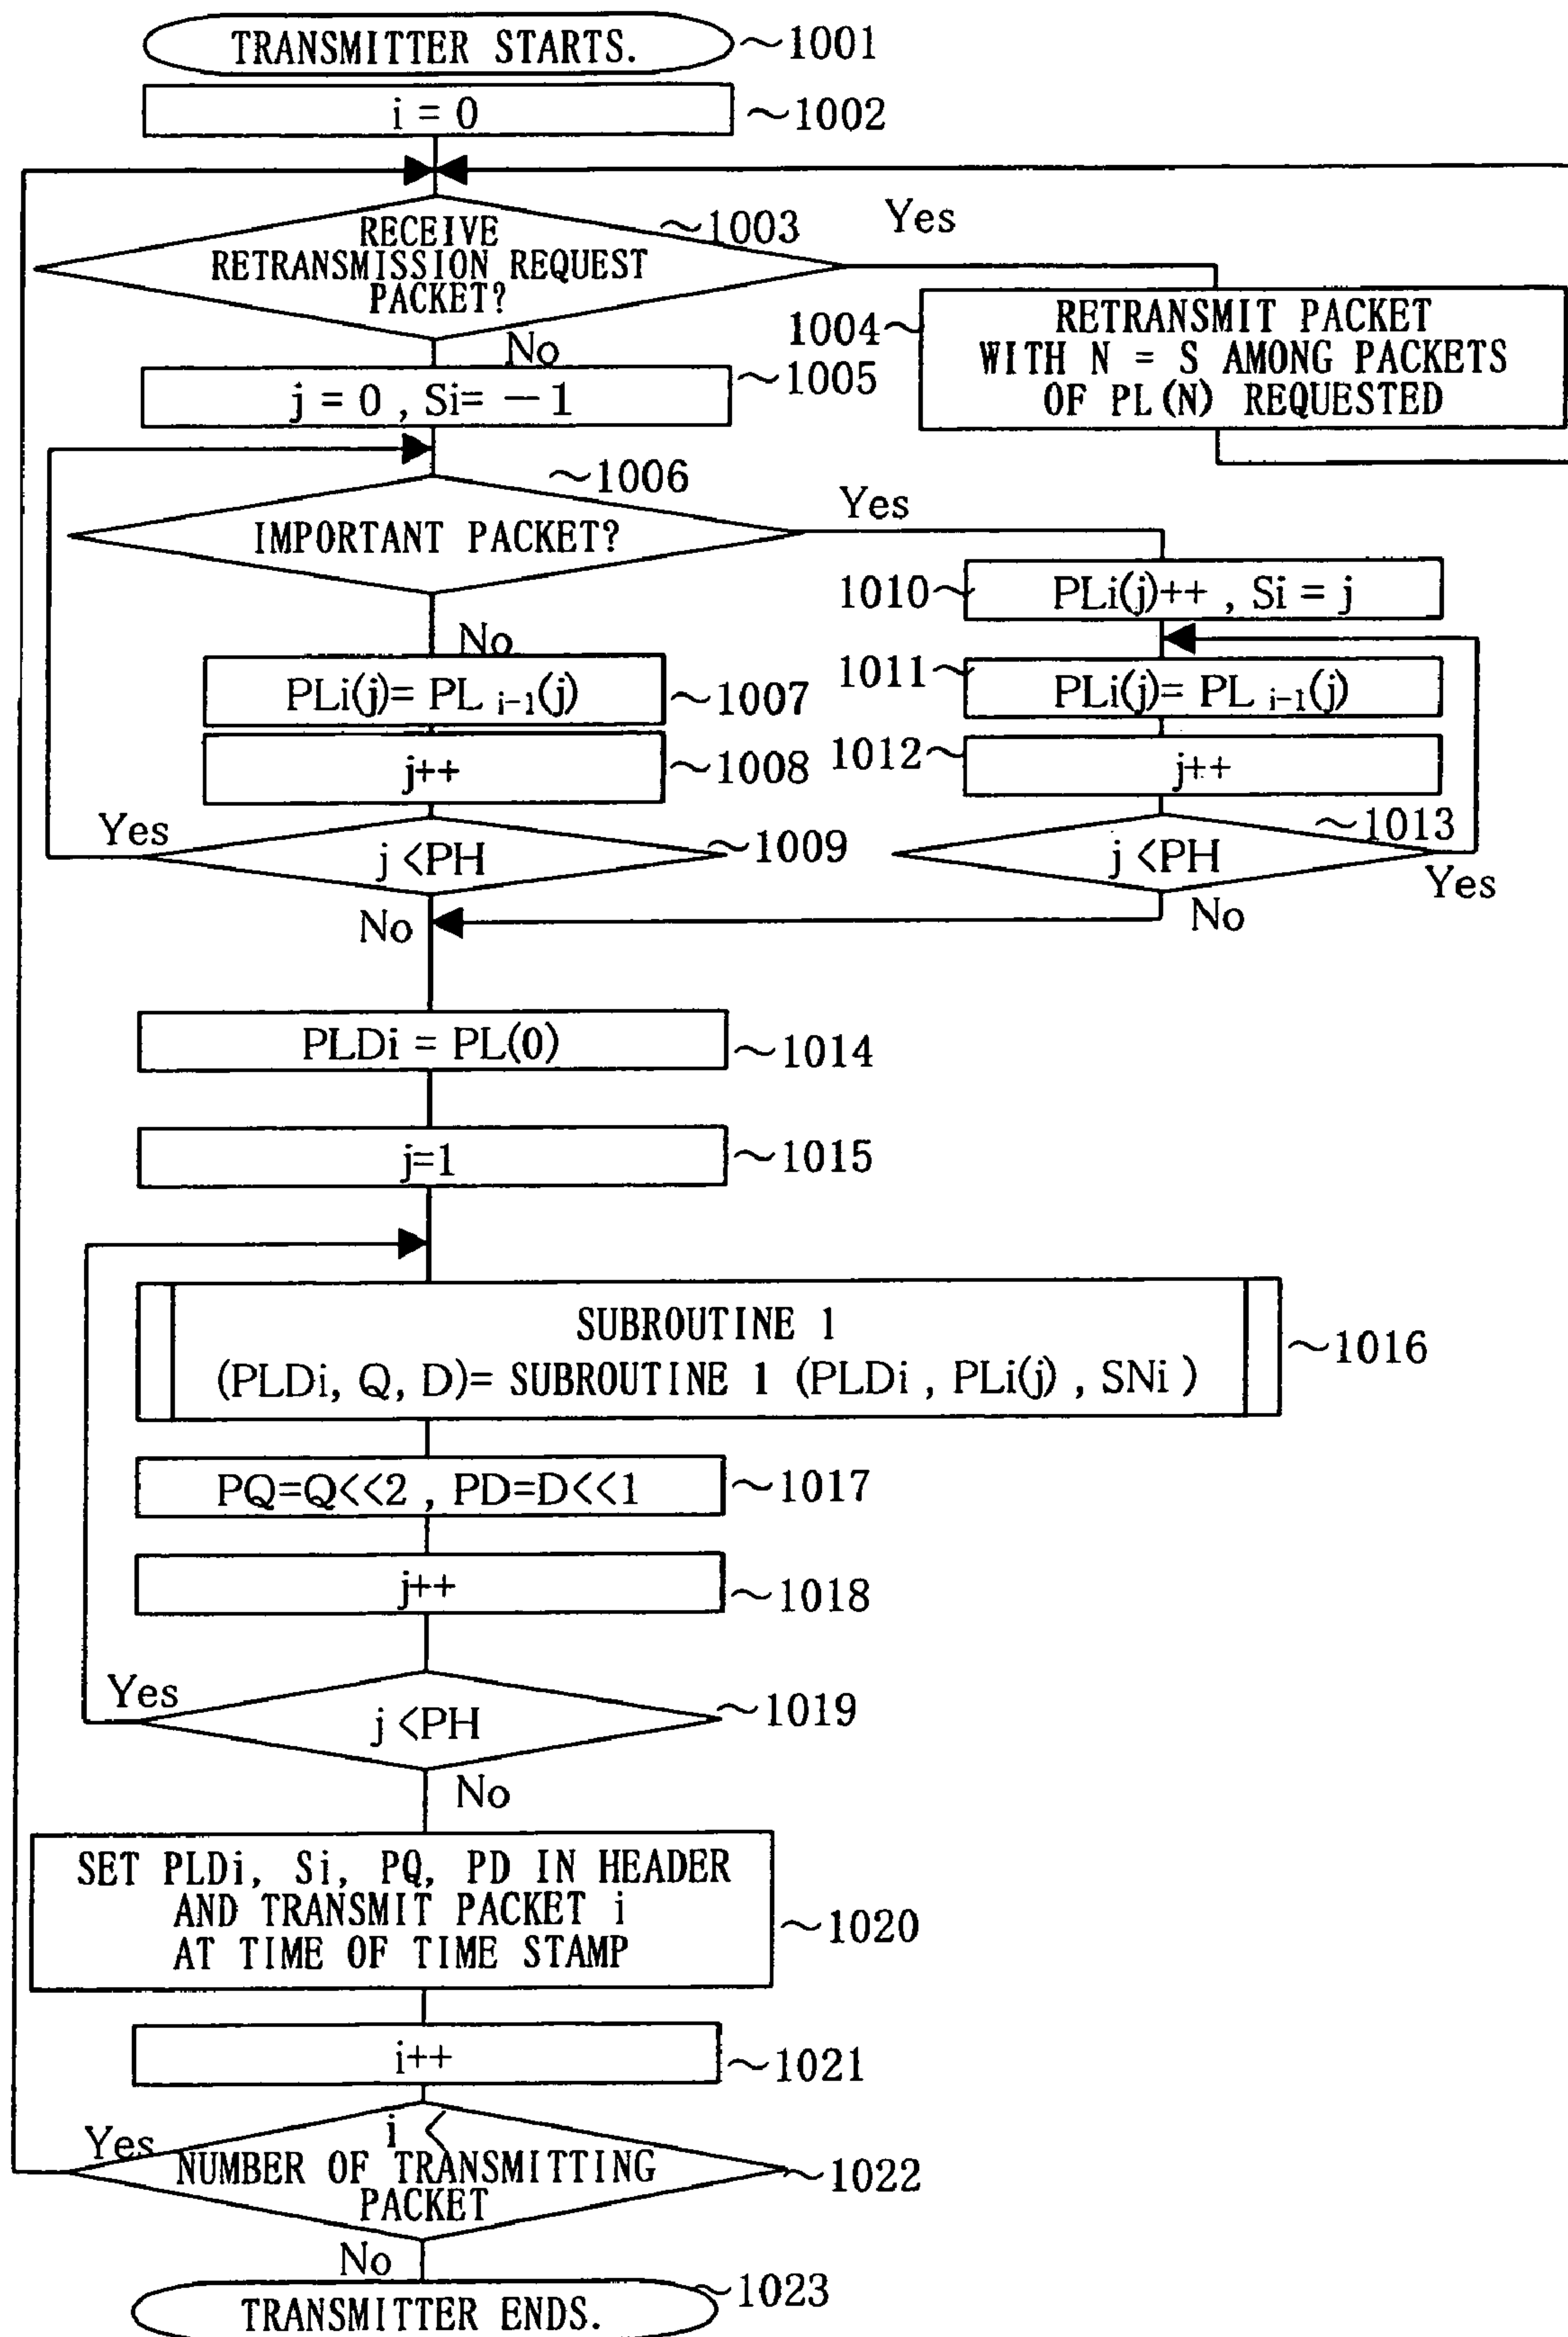 TRANSMITTER STARTS. ~1001
i = 0 ~1002
RECEIVE
RETRANSMISSION REQUEST
PACKET?
~1003
Yes
No
1004~
RETRANSMIT PACKET
WITH N = S AMONG PACKETS
OF PL(N) REQUESTED
j = 0 , Si= −1 ~1005
~1006
IMPORTANT PACKET?
Yes
No
1010~ PLi(j)++ , Si = j
PLi(j)= PL i-1(j) ~1007
1011~ PLi(j)= PL i-1(j)
j++ ~1008
1012~ j++
Yes
j <PH ~1009
No
j <PH ~1013
Yes
No
PLDi = PL(0) ~1014
j=1 ~1015
SUBROUTINE 1
(PLDi, Q, D)= SUBROUTINE 1 (PLDi , PLi(j) , SNi )
~1016
PQ=Q<<2 , PD=D<<1 ~1017
j++ ~1018
Yes
j <PH ~1019
No
SET PLDi, Si, PQ, PD IN HEADER
AND TRANSMIT PACKET i
AT TIME OF TIME STAMP
~1020
i++ ~1021
Yes
i <
NUMBER OF TRANSMITTING
PACKET
~1022
No
TRANSMITTER ENDS. ~1023